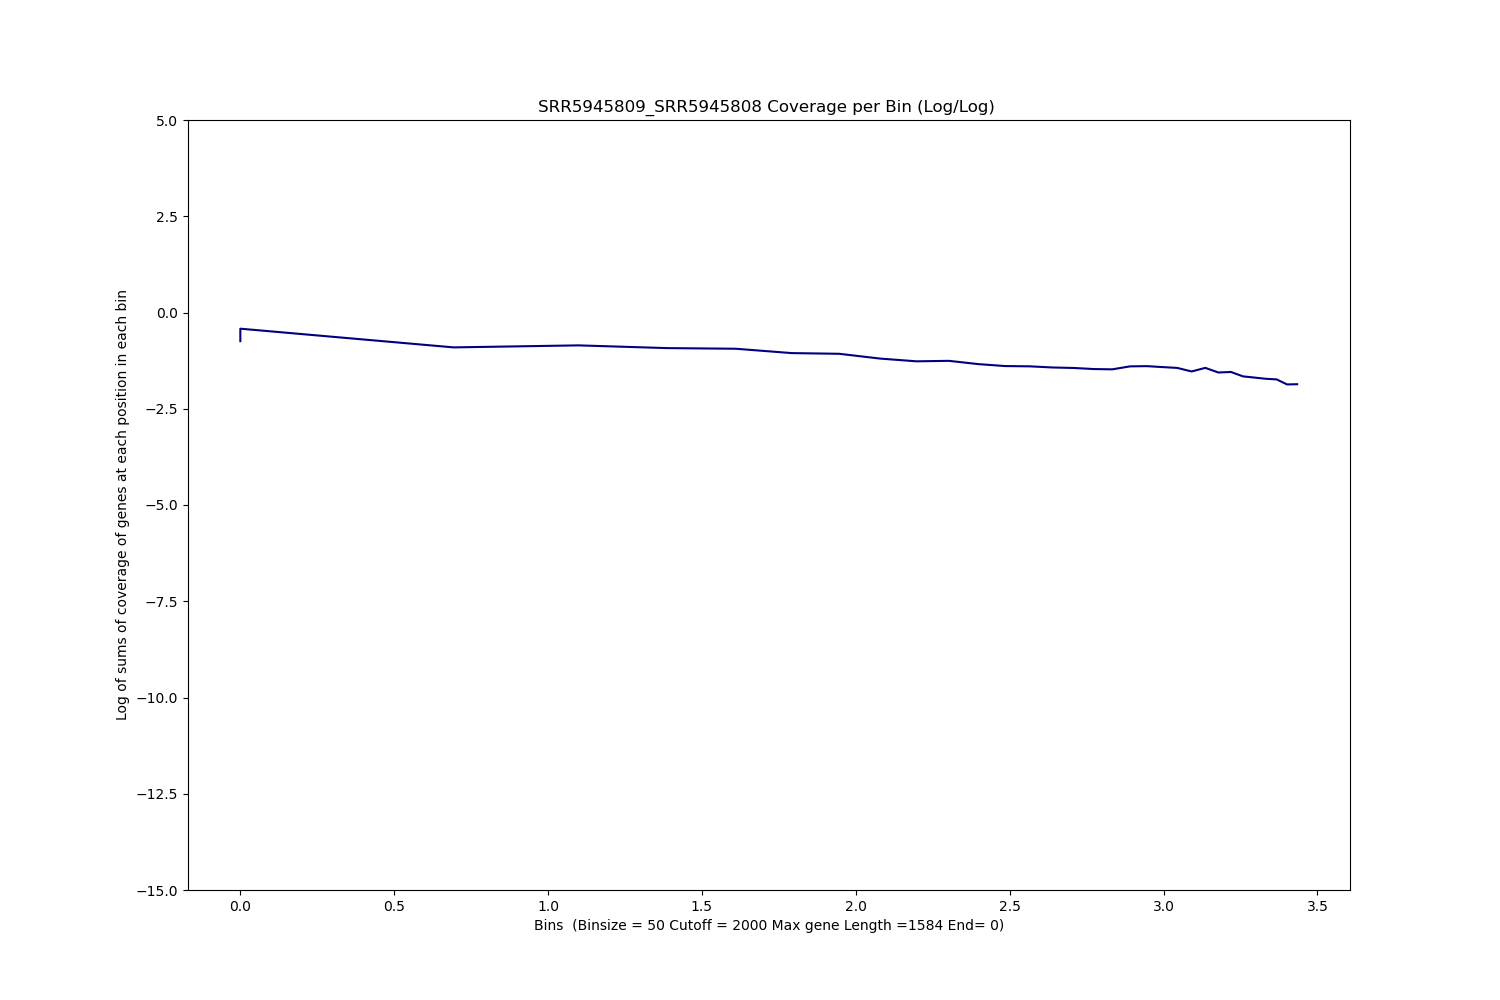 SRR5945809_SRR5945808 Coverage per Bin (Log/Log)
5.0
2.5
0.0
−2.5
−5.0
−7.5
−10.0
−12.5
−15.0
Log of sums of coverage of genes at each position in each bin
0.0 0.5 1.0 1.5 2.0 2.5 3.0 3.5
Bins  (Binsize = 50 Cutoff = 2000 Max gene Length =1584 End= 0)